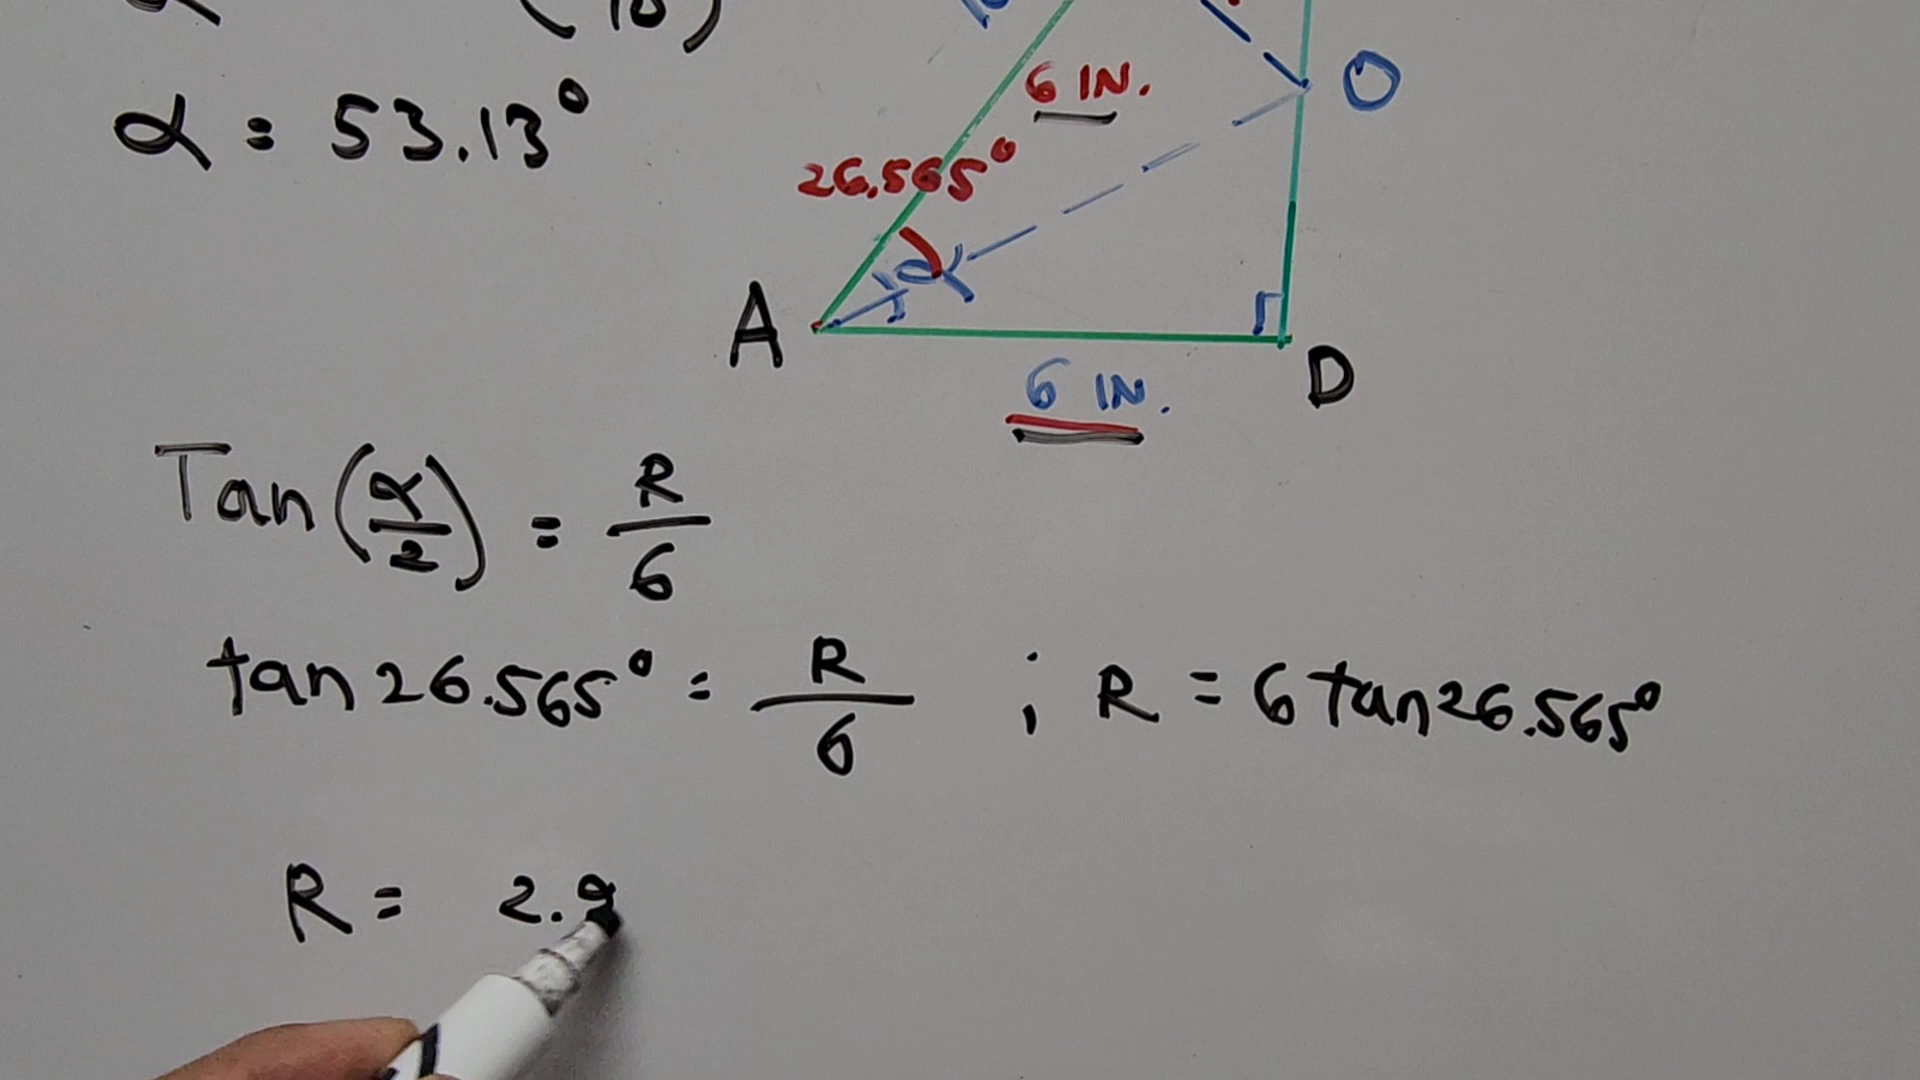 (10)
α = 53.13°
6 IN.
O
26.565°
α
A
D
6 IN.
Tan(α/2) = R/6
tan 26.565° = R/6 ; R = 6 tan 26.565°
R = 2.9